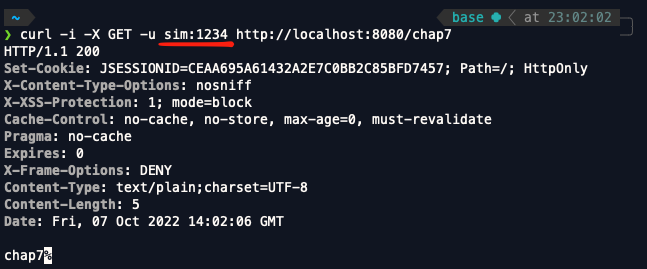 ~ base at 23:02:02
❯ curl -i -X GET -u sim:1234 http://localhost:8080/chap7
HTTP/1.1 200
Set-Cookie: JSESSIONID=CEAA695A61432A2E7C0BB2C85BFD7457; Path=/; HttpOnly
X-Content-Type-Options: nosniff
X-XSS-Protection: 1; mode=block
Cache-Control: no-cache, no-store, max-age=0, must-revalidate
Pragma: no-cache
Expires: 0
X-Frame-Options: DENY
Content-Type: text/plain;charset=UTF-8
Content-Length: 5
Date: Fri, 07 Oct 2022 14:02:06 GMT
chap7%